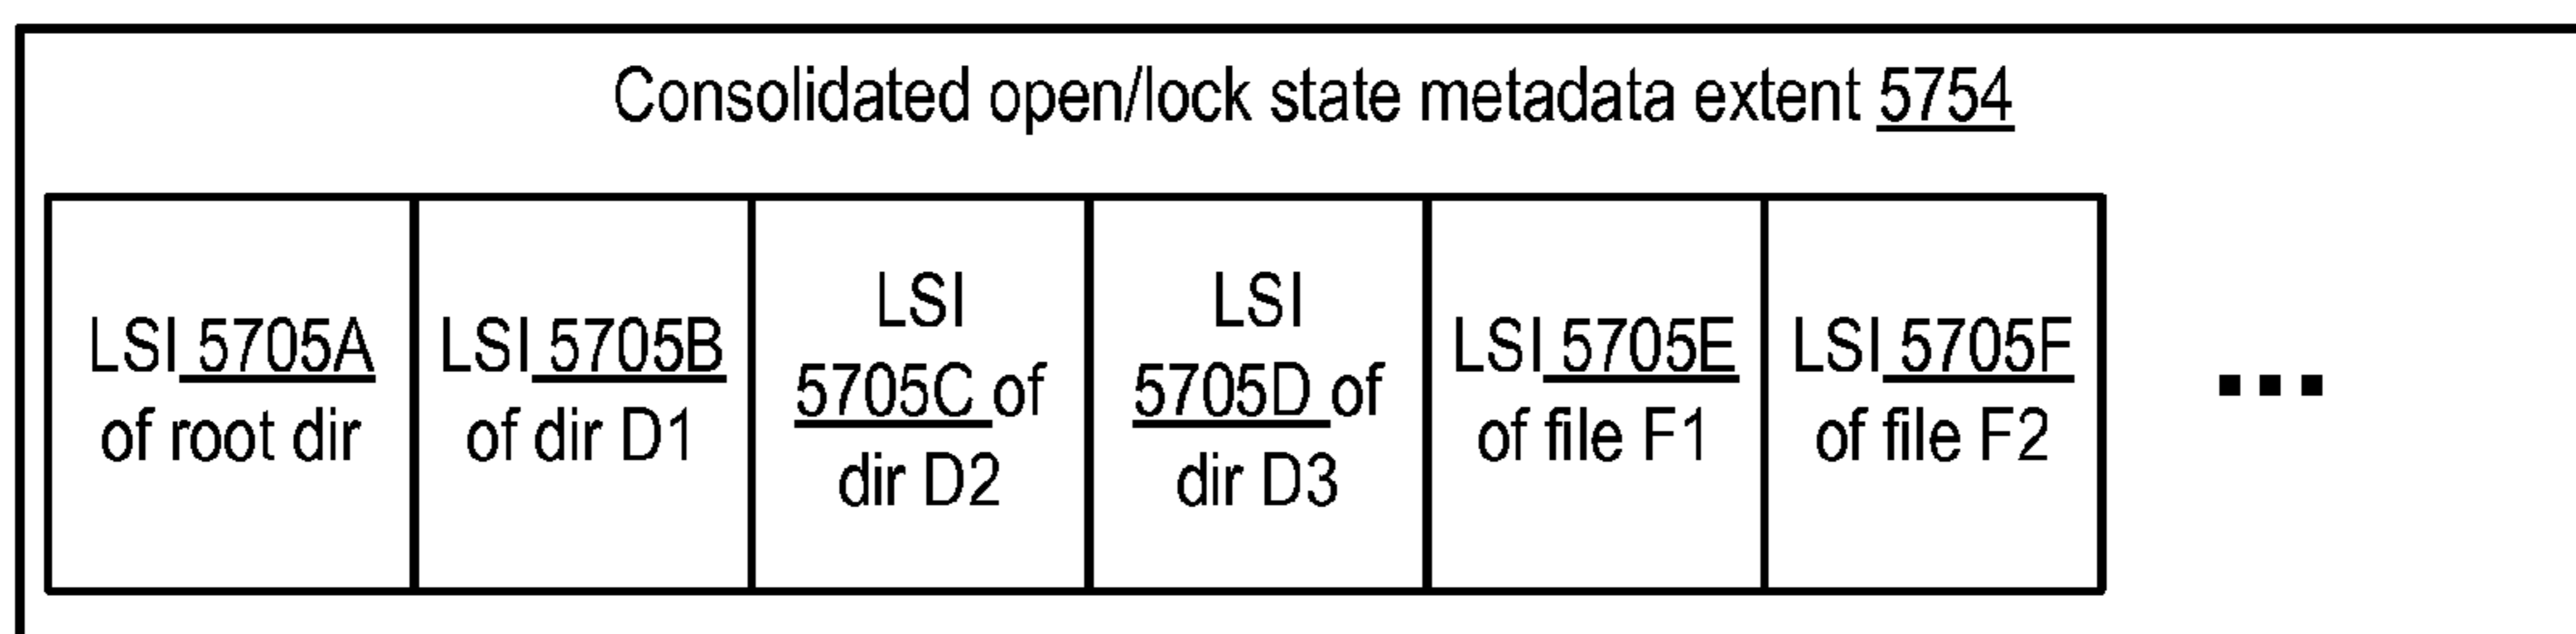 Consolidated open/lock state metadata extent 5754
LSI 5705A
of root dir
LSI 5705B
of dir D1
LSI
5705C of
dir D2
LSI
5705D of
dir D3
LSI 5705E
of file F1
LSI 5705F
of file F2
...